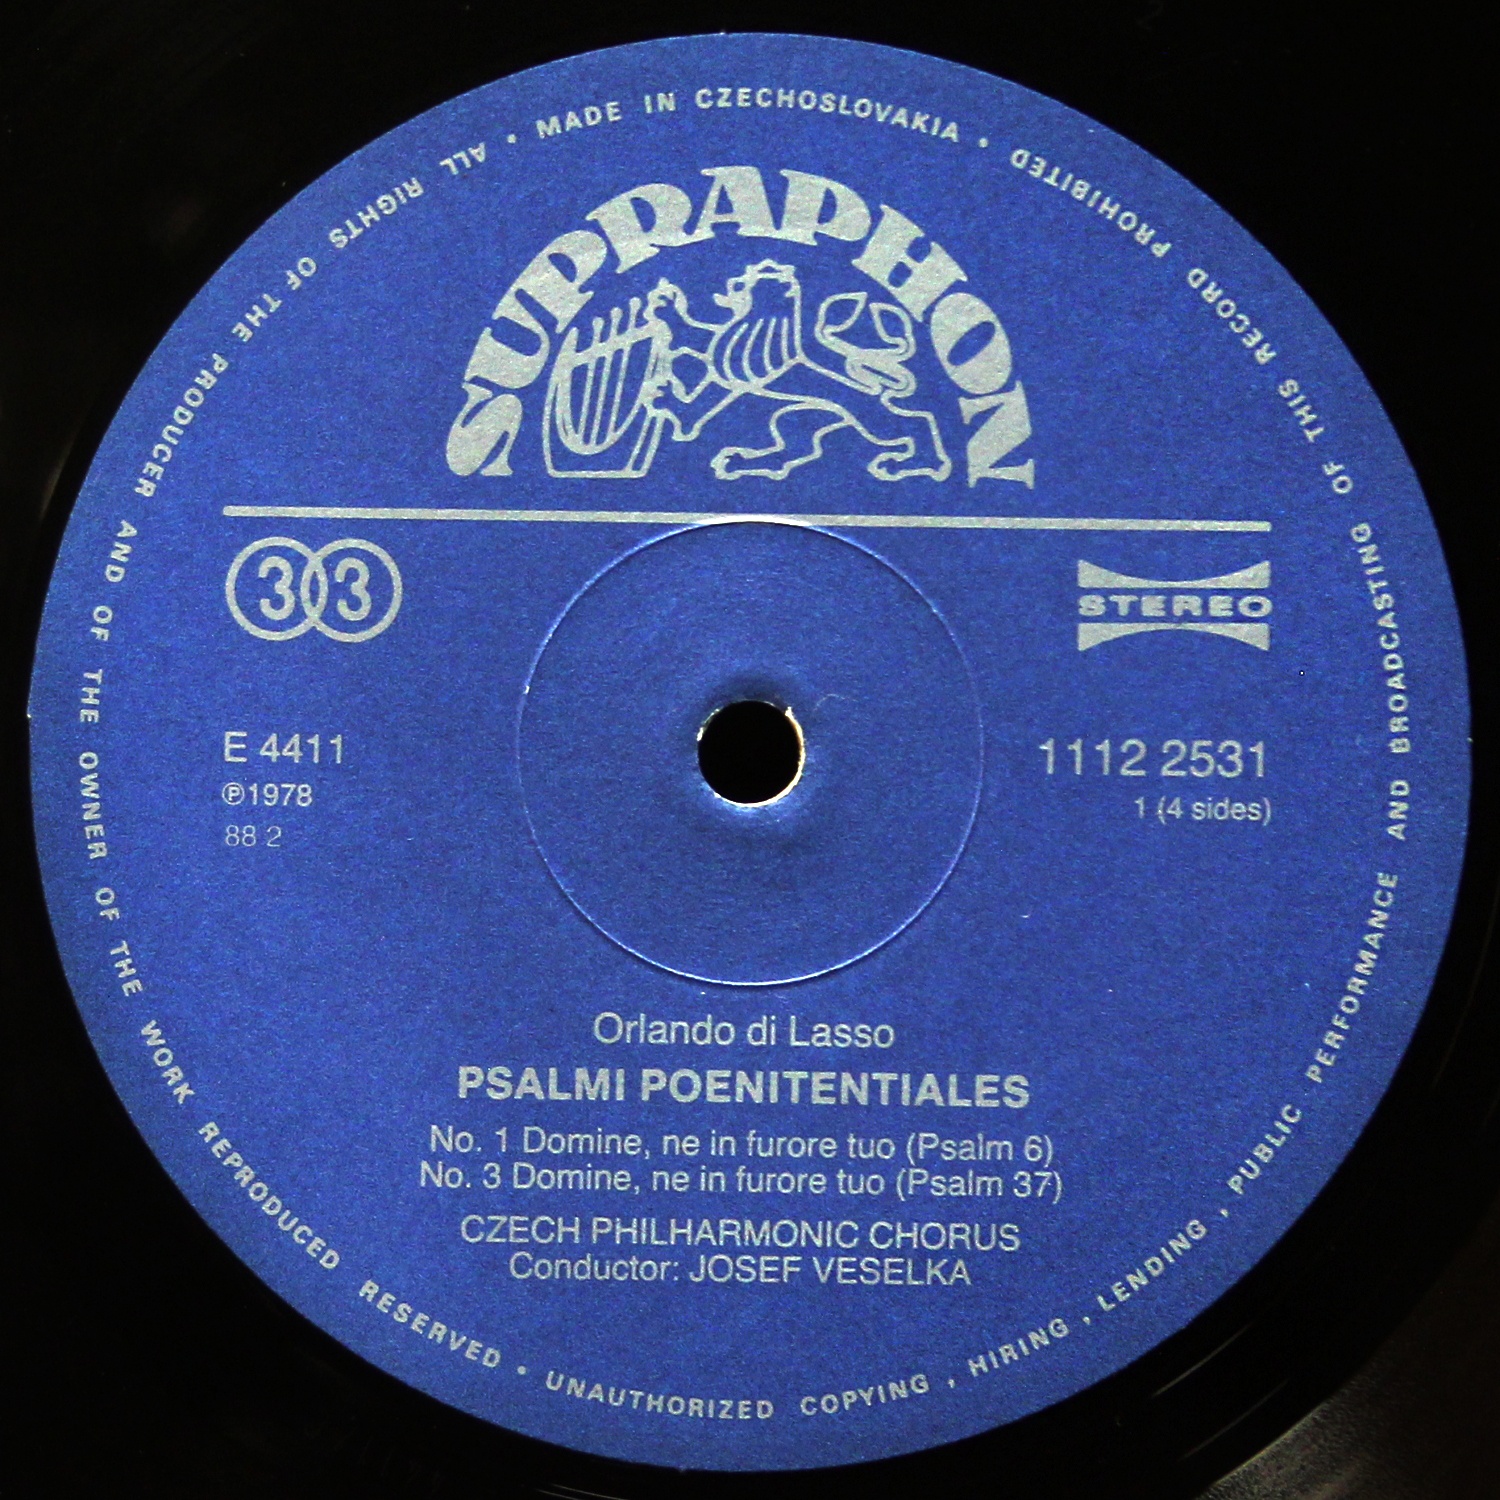 MADE IN CZECHOSLOVAKIA • PROHIBITED
ALL RIGHTS OF THE PRODUCER AND OF THE OWNER OF THE WORK REPRODUCED RESERVED • UNAUTHORIZED COPYING, HIRING, LENDING, PUBLIC PERFORMANCE AND BROADCASTING OF THIS RECORD
SUPRAPHON
33
STEREO
E 4411
1112 2531
Ⓟ1978
1 (4 sides)
88 2
Orlando di Lasso
PSALMI POENITENTIALES
No. 1 Domine, ne in furore tuo (Psalm 6)
No. 3 Domine, ne in furore tuo (Psalm 37)
CZECH PHILHARMONIC CHORUS
Conductor: JOSEF VESELKA